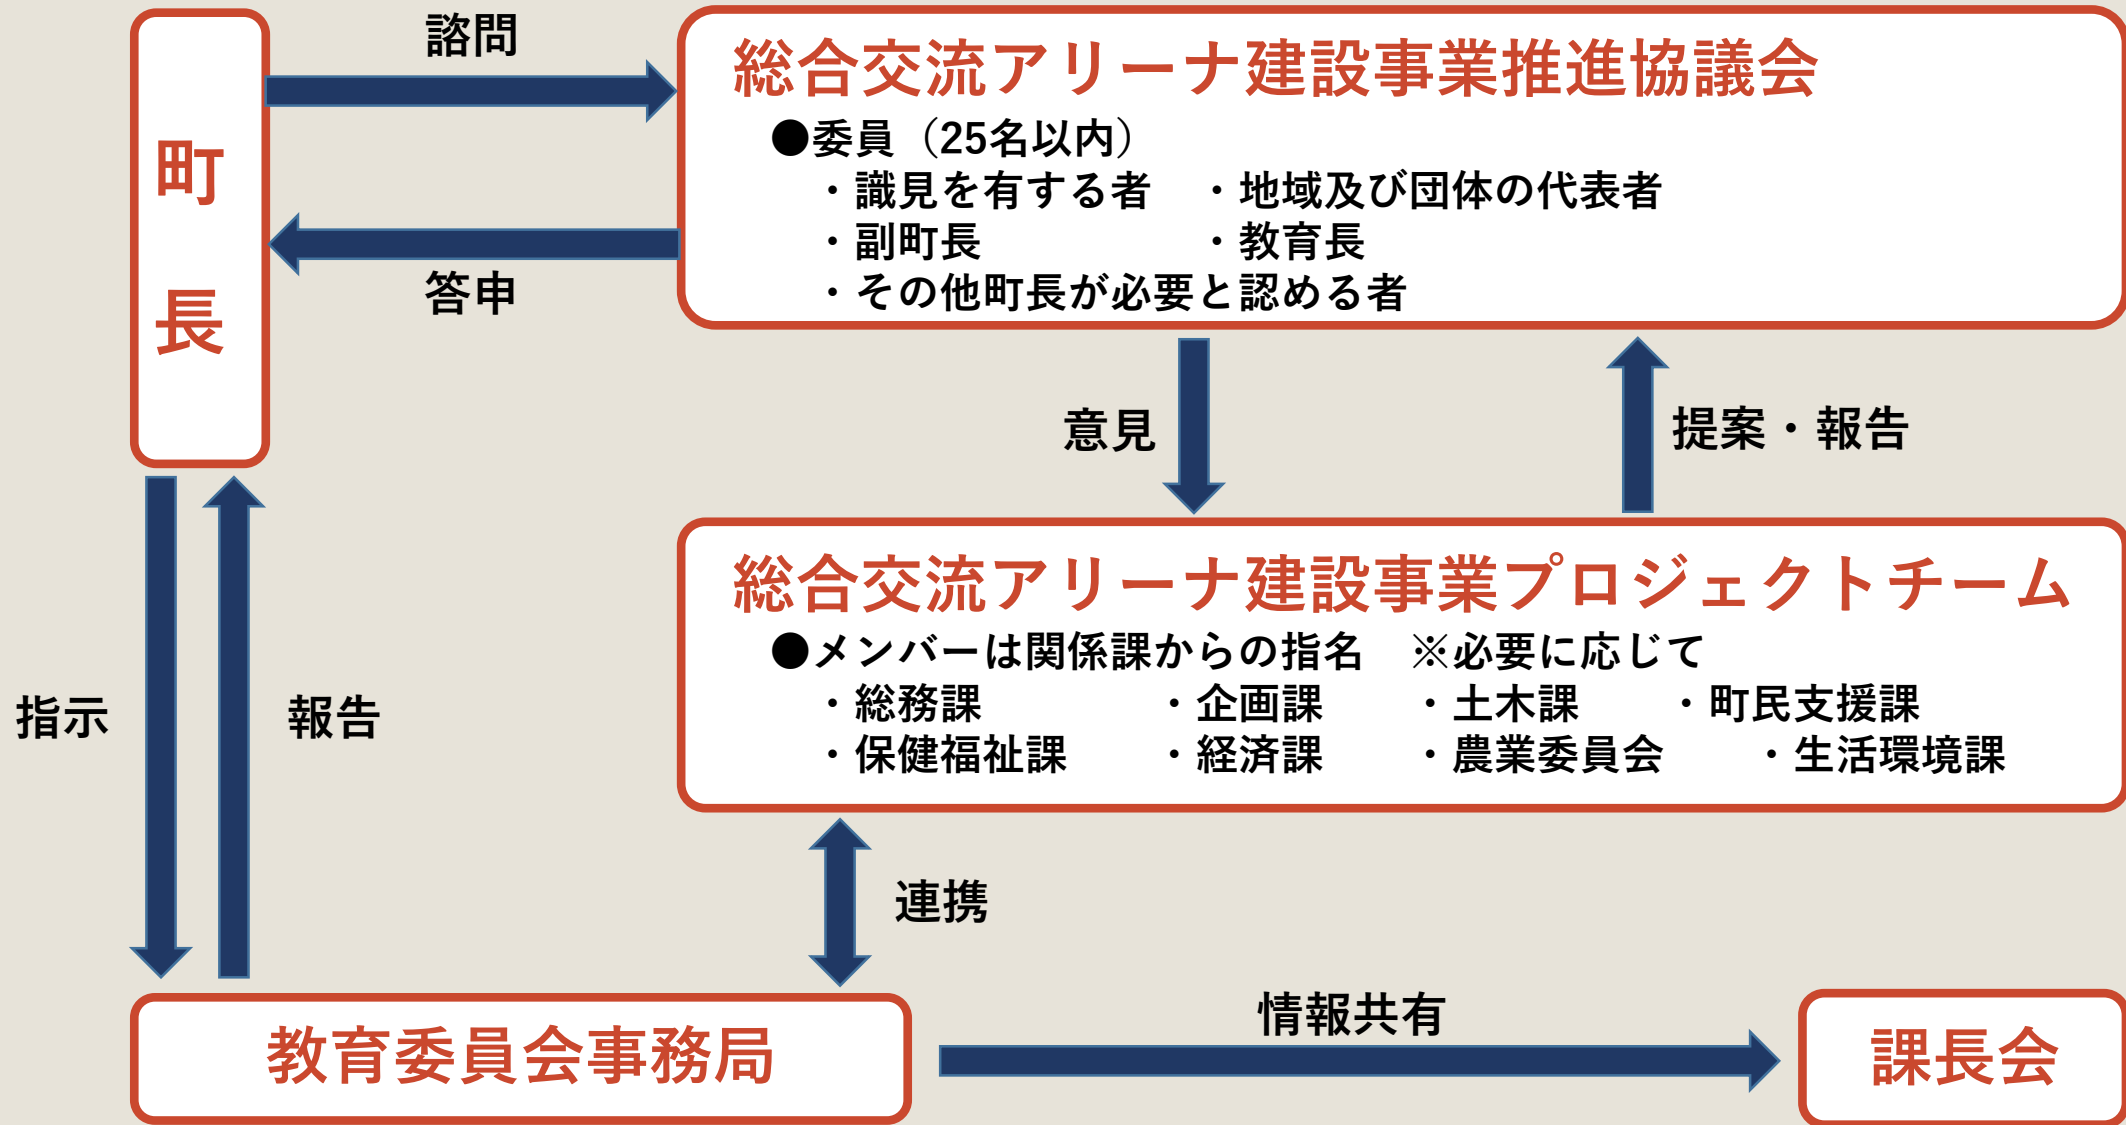 諮問
総合交流アリーナ建設事業推進協議会
●委員（25名以内）
・識見を有する者　・地域及び団体の代表者
・副町長　・教育長
・その他町長が必要と認める者
町長
答申
意見
提案・報告
総合交流アリーナ建設事業プロジェクトチーム
●メンバーは関係課からの指名　※必要に応じて
・総務課　・企画課　・土木課　・町民支援課
・保健福祉課　・経済課　・農業委員会　・生活環境課
指示
報告
連携
情報共有
教育委員会事務局
課長会